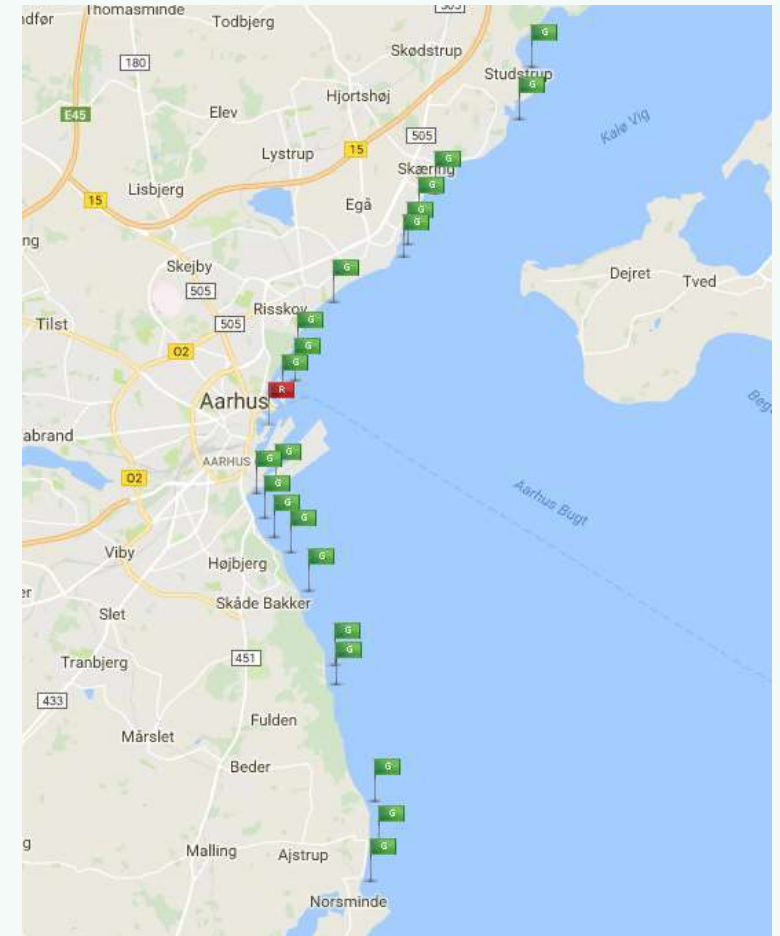 Thomasminde
505
Todbjerg
Skødstrup
180
G
Studstrup
G
Hjortshøj
E45
Elev
Kalø Vig
505
15
Lystrup
G
Skæring
Lisbjerg
G
15
Egå
G
G
Skejby
G
Dejret
Tved
505
Risskov
G
Tilst
505
G
O2
G
R
Aarhus
G
AARHUS
G
O2
G
Aarhus Bugt
G
G
Viby
G
Højbjerg
Skåde Bakker
Slet
G
G
Tranbjerg
451
433
Fulden
Mårslet
Beder
G
G
G
Malling
Ajstrup
Norsminde